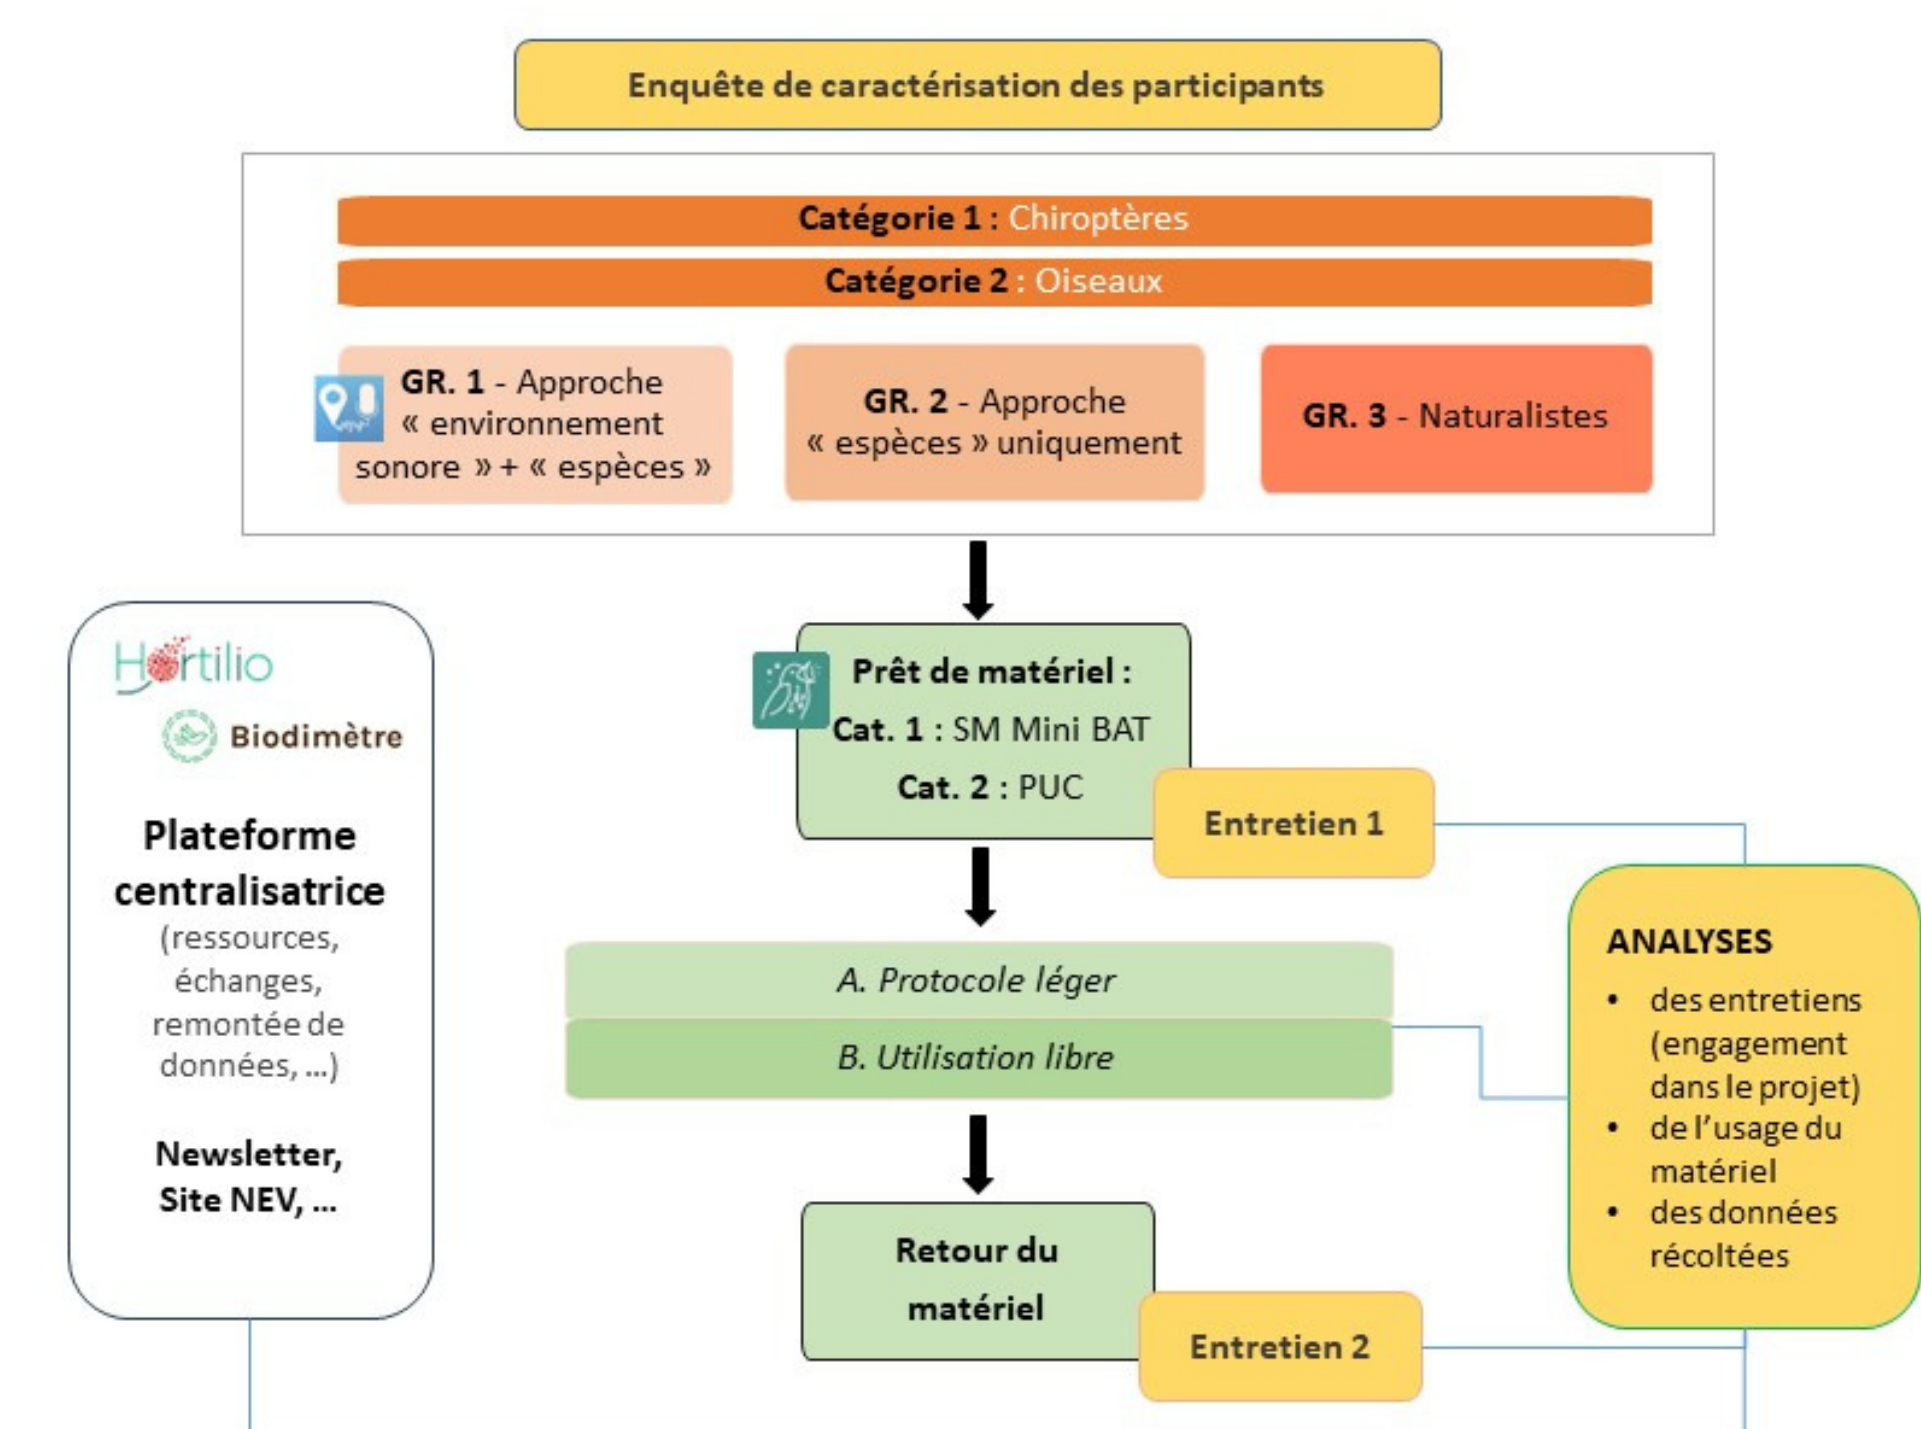 Enquête de caractérisation des participants
Catégorie 1 : Chiroptères
Catégorie 2 : Oiseaux
GR. 1 - Approche
« environnement
sonore » + « espèces »
GR. 2 - Approche
« espèces » uniquement
GR. 3 - Naturalistes
Hortilio
Biodimètre
Plateforme
centralisatrice
(ressources,
échanges,
remontée de
données, ...)
Newsletter,
Site NEV, ...
Prêt de matériel :
Cat. 1 : SM Mini BAT
Cat. 2 : PUC
Entretien 1
A. Protocole léger
B. Utilisation libre
Retour du
matériel
Entretien 2
ANALYSES
• des entretiens
(engagement
dans le projet)
• de l'usage du
matériel
• des données
récoltées